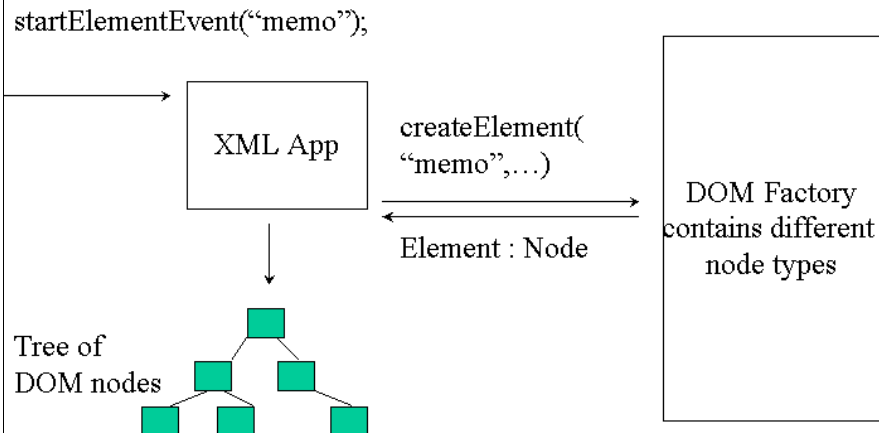 startElementEvent(“memo”);
XML App
createElement(
“memo”,…)
Element : Node
DOM Factory
contains different
node types
Tree of
DOM nodes